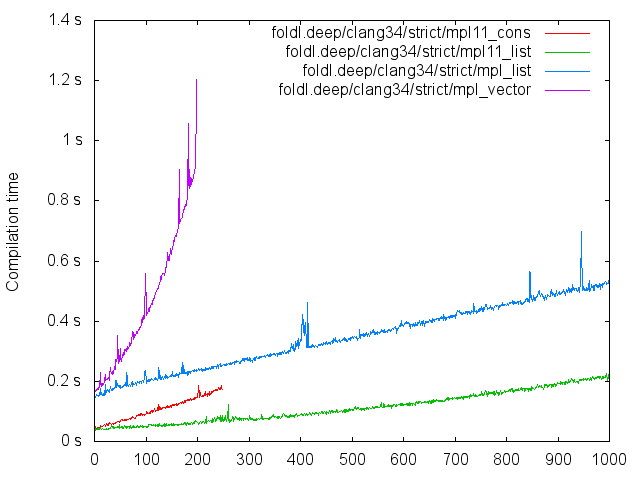 1.4 s
1.2 s
1 s
0.8 s
0.6 s
0.4 s
0.2 s
0 s
Compilation time
foldl.deep/clang34/strict/mpl11_cons
foldl.deep/clang34/strict/mpl11_list
foldl.deep/clang34/strict/mpl_list
foldl.deep/clang34/strict/mpl_vector
0 100 200 300 400 500 600 700 800 900 1000